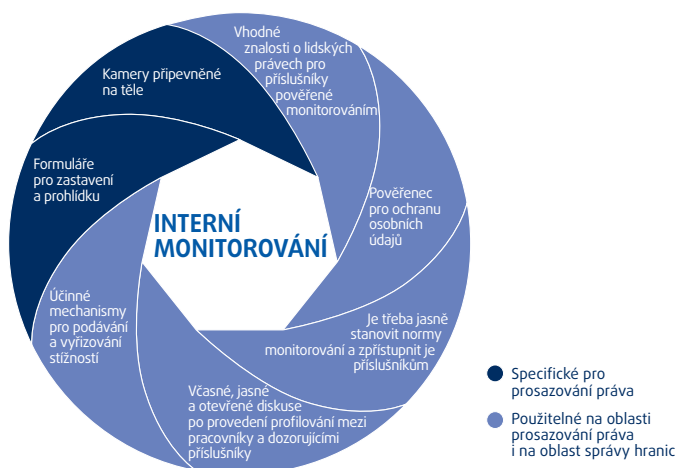 Vhodné
znalosti o lidských
právech pro
příslušníky
pověřené
monitorováním
Kamery připevněné
na těle
Formuláře
pro zastavení
a prohlídku
Pověřenec
pro ochranu
osobních
údajů
INTERNÍ
MONITOROVÁNÍ
Účinné
mechanismy
pro podávání
a vyřizování
stížností
Je třeba jasně
stanovit normy
monitorování a zpřístupnit je
příslušníkům
Včasné, jasné
a otevřené diskuse
po provedení profilování mezi
pracovníky a dozorujícími
příslušníky
Specifické pro
prosazování práva
Použitelné na oblasti
prosazování práva
i na oblast správy hranic